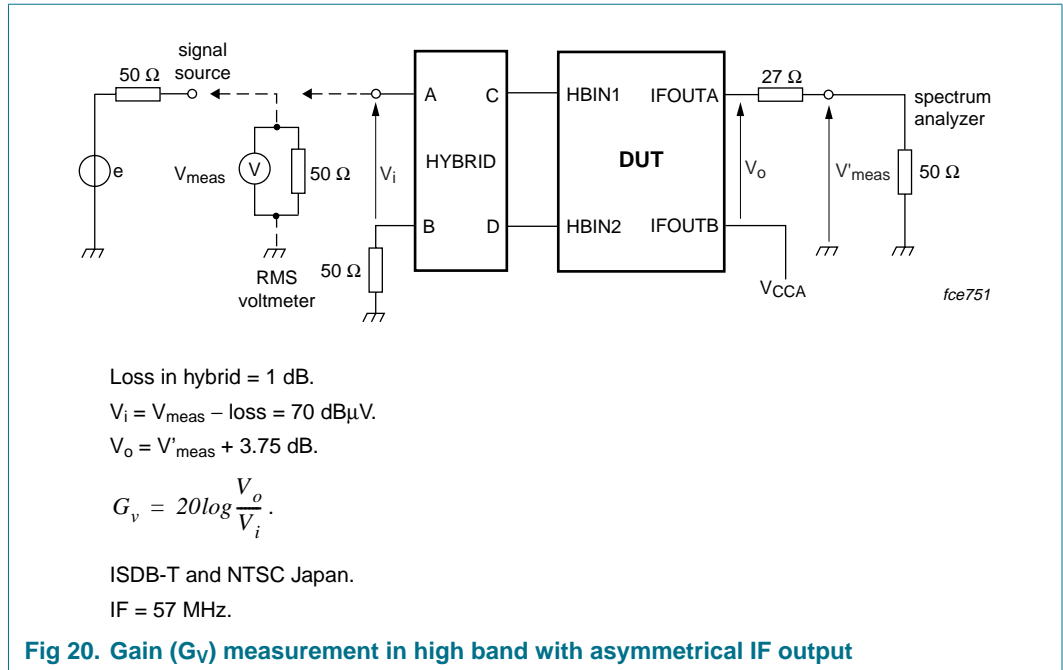 signal
source
50 Ω
e
Vmeas
V
50 Ω
RMS
voltmeter
Vi
50 Ω
A
B
C
D
HYBRID
HBIN1
HBIN2
DUT
IFOUTA
IFOUTB
Vo
27 Ω
V'meas
spectrum
analyzer
50 Ω
VCCA
fce751
Loss in hybrid = 1 dB.
Vi = Vmeas − loss = 70 dBμV.
Vo = V'meas + 3.75 dB.
Gv = 20log Vo/Vi .
ISDB-T and NTSC Japan.
IF = 57 MHz.
Fig 20. Gain (GV) measurement in high band with asymmetrical IF output